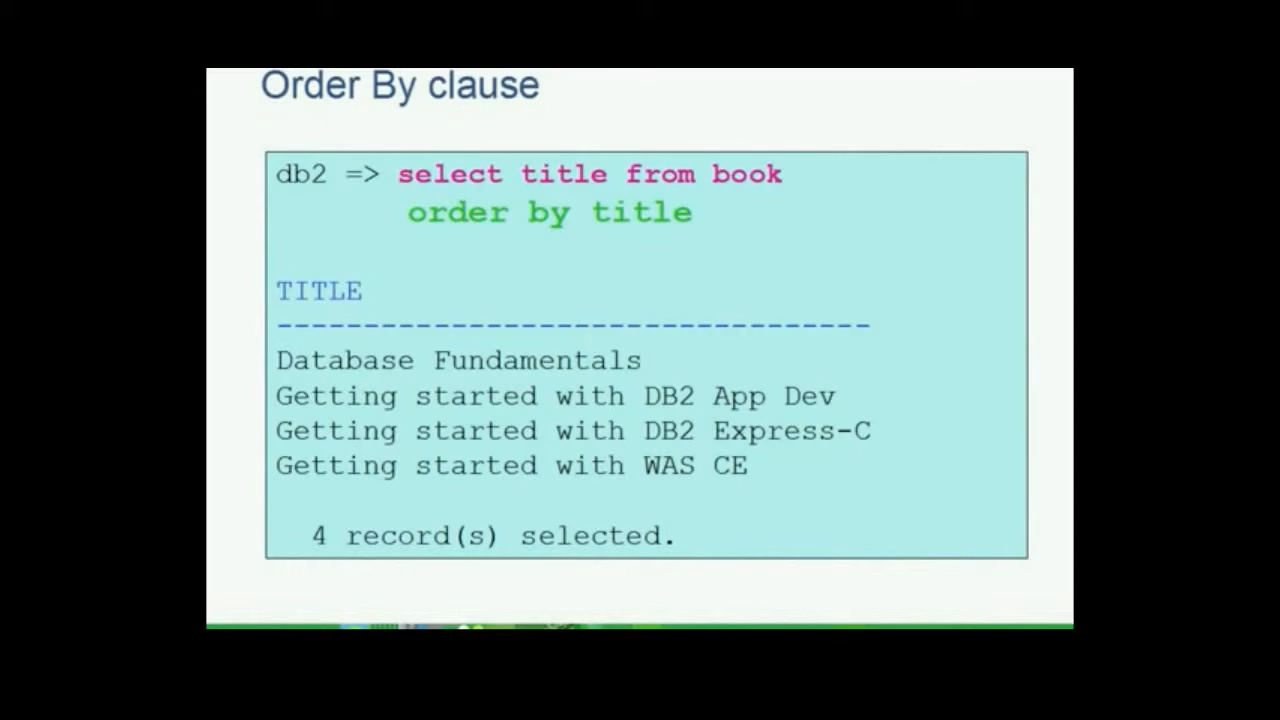 Order By clause
db2 => select title from book
order by title
TITLE
----------------------------------
Database Fundamentals
Getting started with DB2 App Dev
Getting started with DB2 Express-C
Getting started with WAS CE
4 record(s) selected.